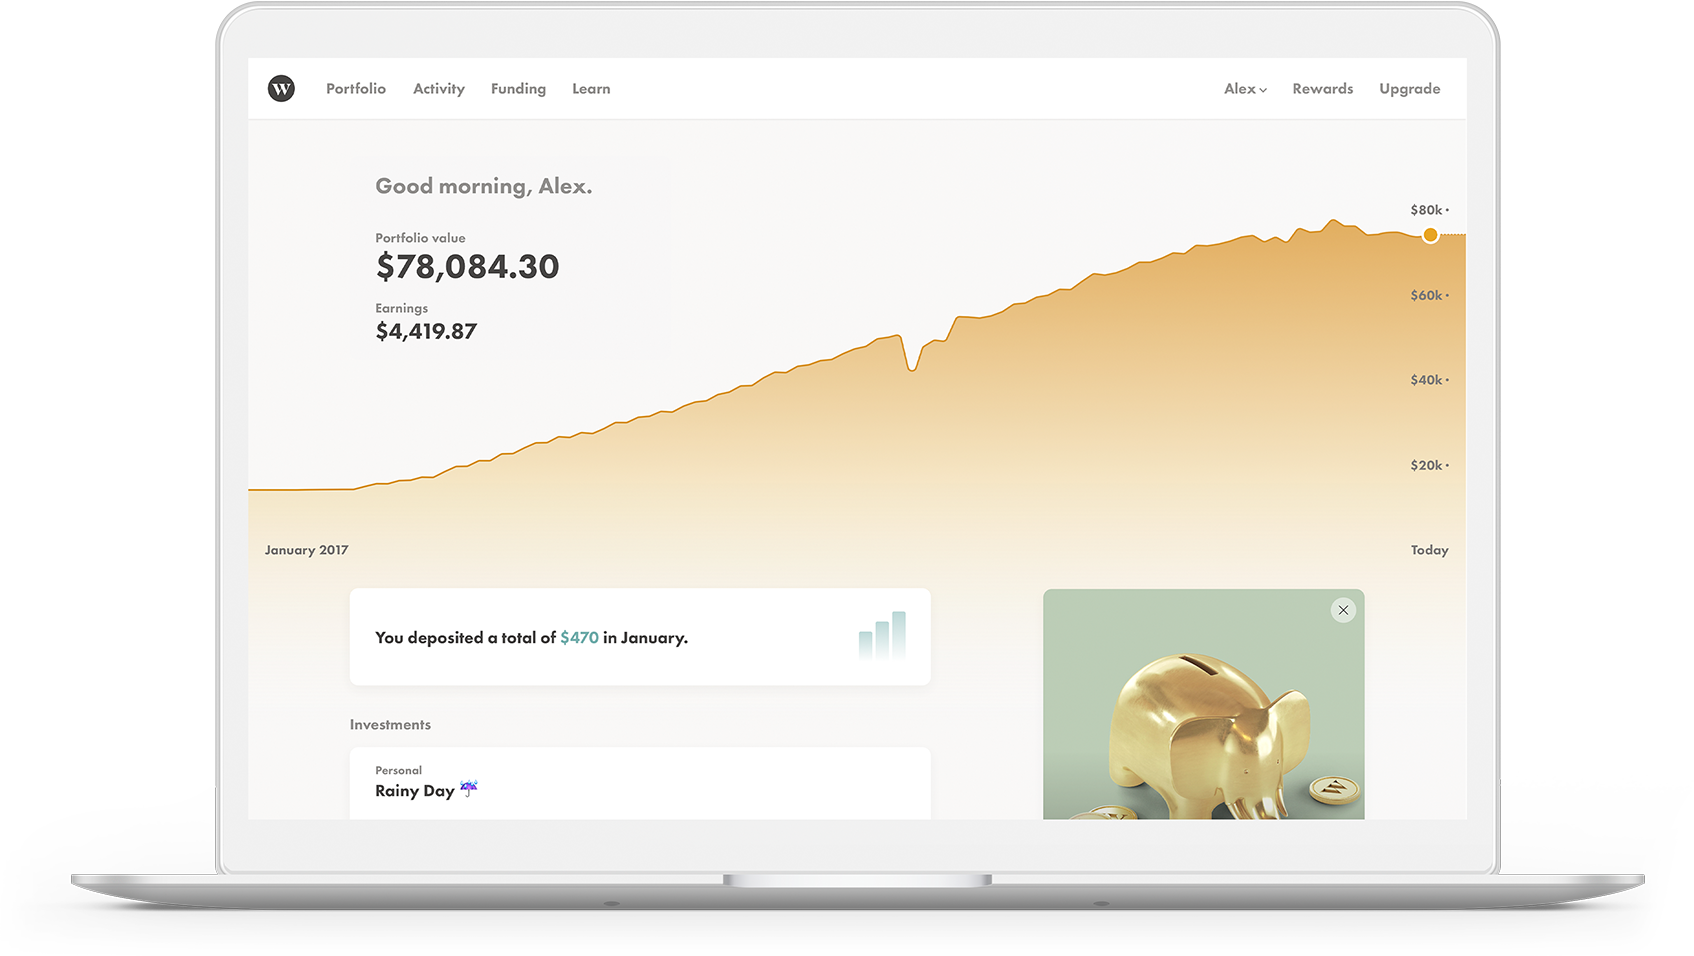 W
Portfolio Activity Funding Learn
Alex Rewards Upgrade
Good morning, Alex.
Portfolio value
$78,084.30
Earnings
$4,419.87
$80k
$60k
$40k
$20k
January 2017
Today
You deposited a total of $470 in January.
Investments
Personal
Rainy Day ☔